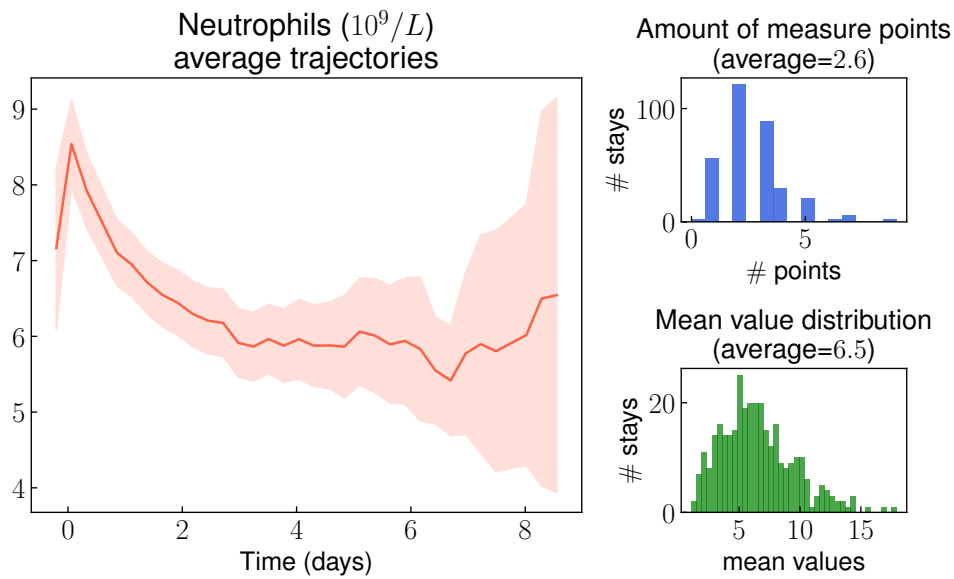 Neutrophils (10^9/L)
average trajectories
9
8
7
6
5
4
0 2 4 6 8
Time (days)
Amount of measure points
(average=2.6)
# stays
100
0
0 5
# points
Mean value distribution
(average=6.5)
# stays
20
0
5 10 15
mean values